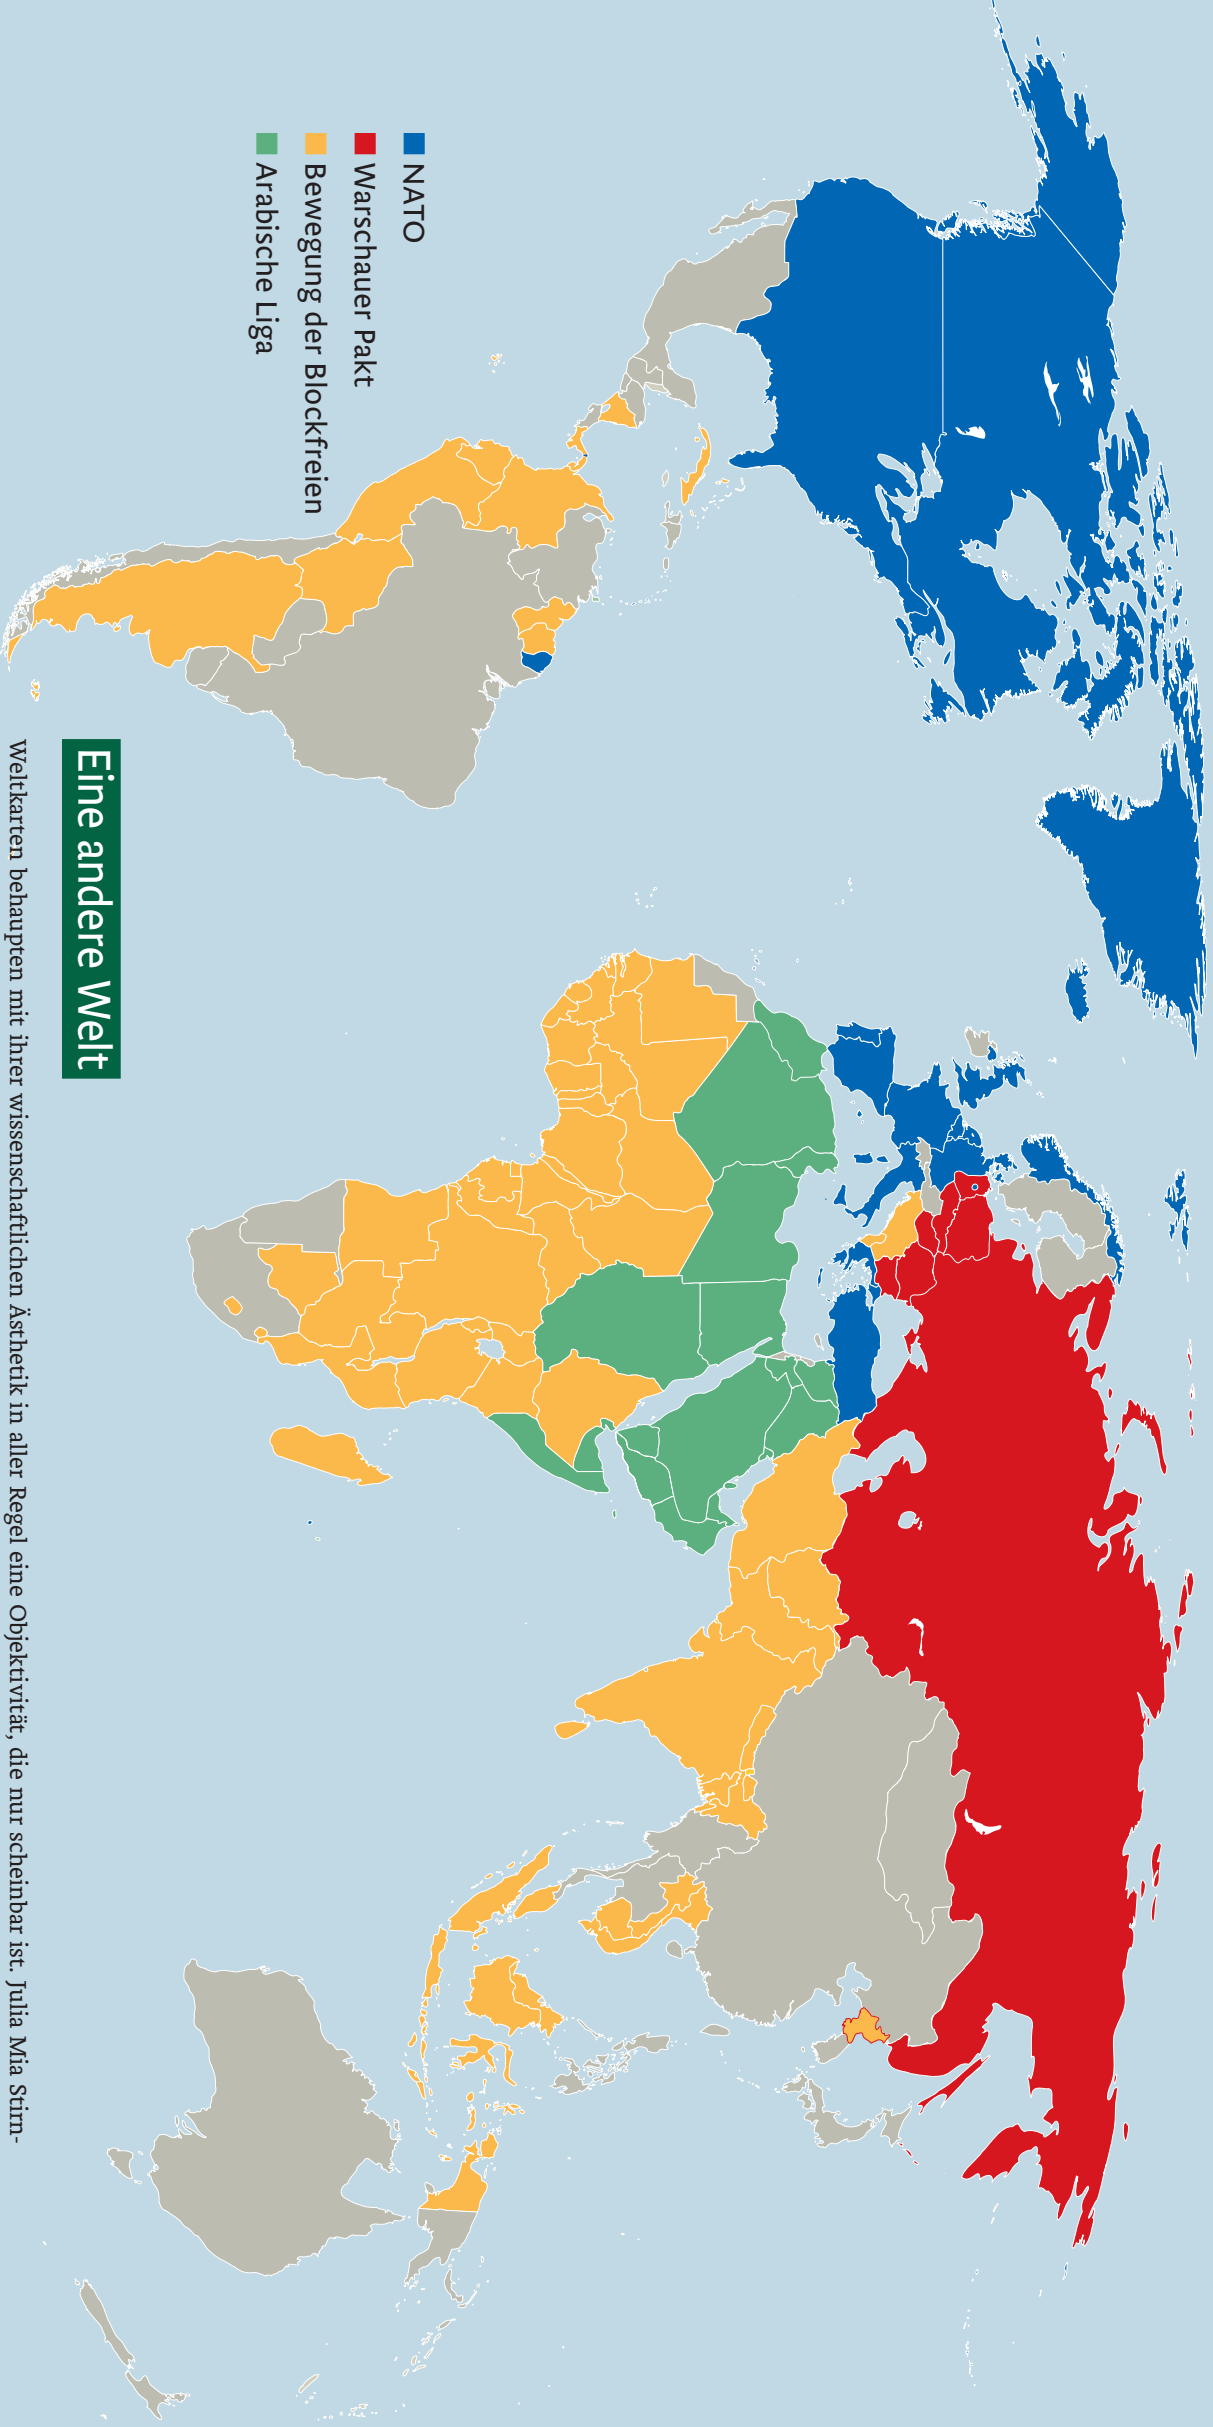 NATO
Warschauer Pakt
Bewegung der Blockfreien
Arabische Liga
Eine andere Welt
Weltkarten behaupten mit ihrer wissenschaftlichen Ästhetik in aller Regel eine Objektivität, die nur scheinbar ist. Julia Mia Stirn-